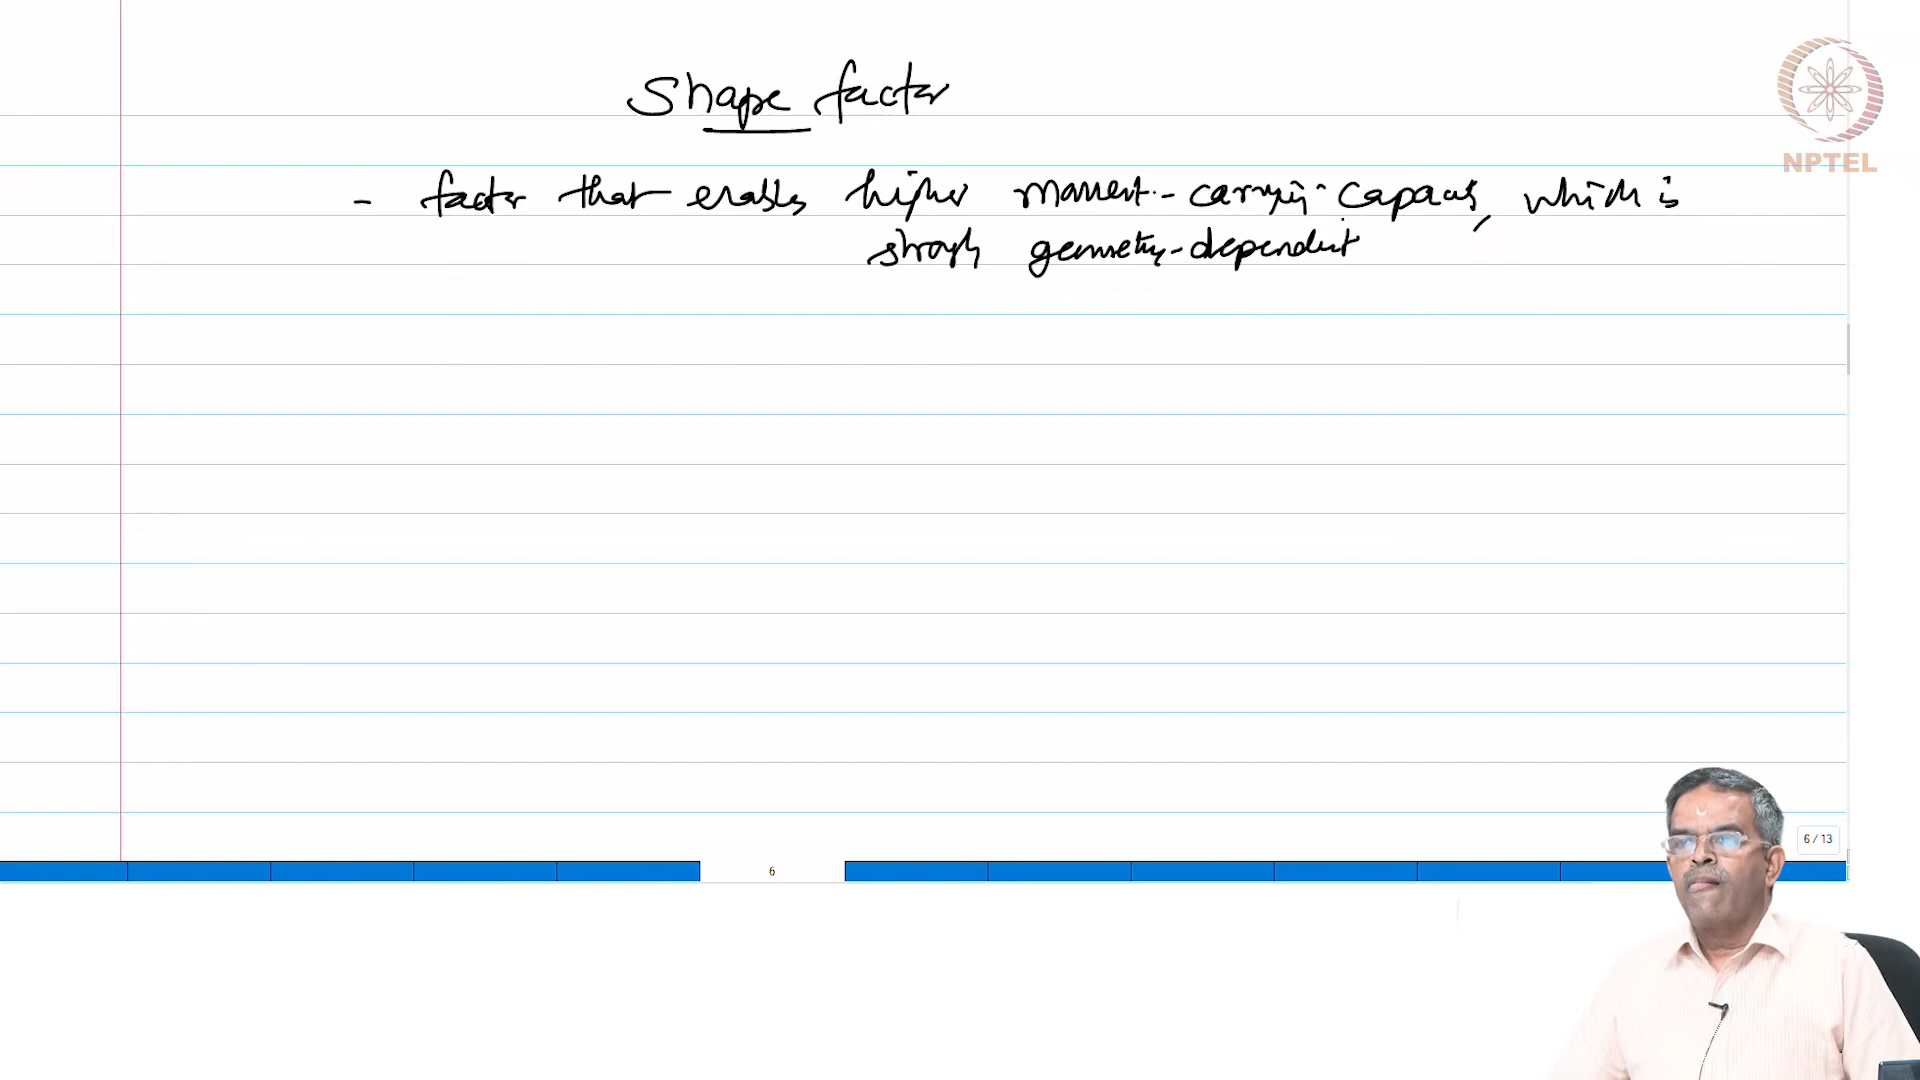 Shape factor
NPTEL
- factor that enables higher moment-carrying-capacity, which is
strongly geometry-dependent
6 / 13
6